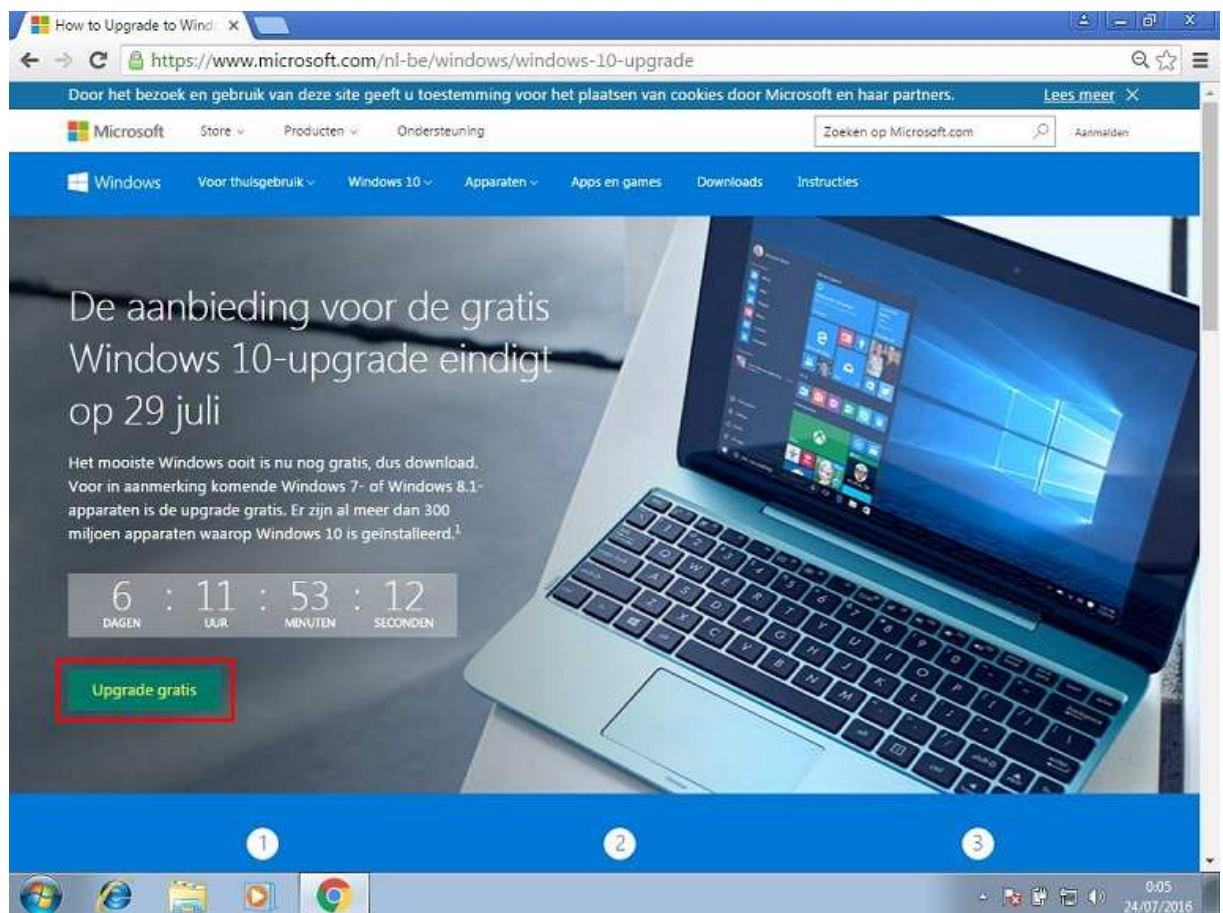 How to Upgrade to Wind
https://www.microsoft.com/nl-be/windows/windows-10-upgrade
Door het bezoek en gebruik van deze site geeft u toestemming voor het plaatsen van cookies door Microsoft en haar partners. Lees meer
Microsoft Store Producten Ondersteuning Zoeken op Microsoft.com Aanmelden
Windows Voor thuisgebruik Windows 10 Apparaten Apps en games Downloads Instructies
De aanbieding voor de gratis
Windows 10-upgrade eindigt
op 29 juli
Het mooiste Windows ooit is nu nog gratis, dus download.
Voor in aanmerking komende Windows 7- of Windows 8.1-
apparaten is de upgrade gratis. Er zijn al meer dan 300
miljoen apparaten waarop Windows 10 is geïnstalleerd.¹
6 : 11 : 53 : 12
DAGEN UUR MINUTEN SECONDEN
Upgrade gratis
1 2 3
0:05
24/07/2016